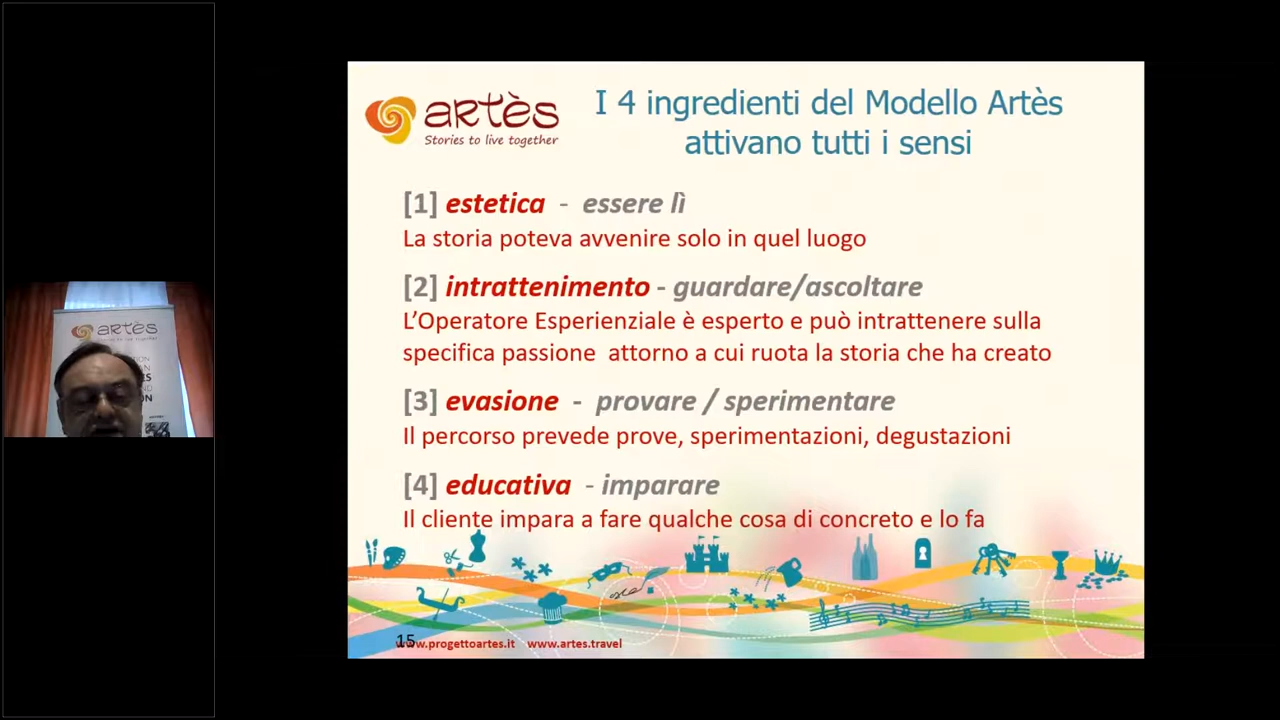 artès
Stories to live together
I 4 ingredienti del Modello Artès
attivano tutti i sensi
[1] estetica - essere lì
La storia poteva avvenire solo in quel luogo
[2] intrattenimento - guardare/ascoltare
L’Operatore Esperienziale è esperto e può intrattenere sulla
specifica passione attorno a cui ruota la storia che ha creato
[3] evasione - provare / sperimentare
Il percorso prevede prove, sperimentazioni, degustazioni
[4] educativa - imparare
Il cliente impara a fare qualche cosa di concreto e lo fa
15
www.progettoartes.it www.artes.travel
artès